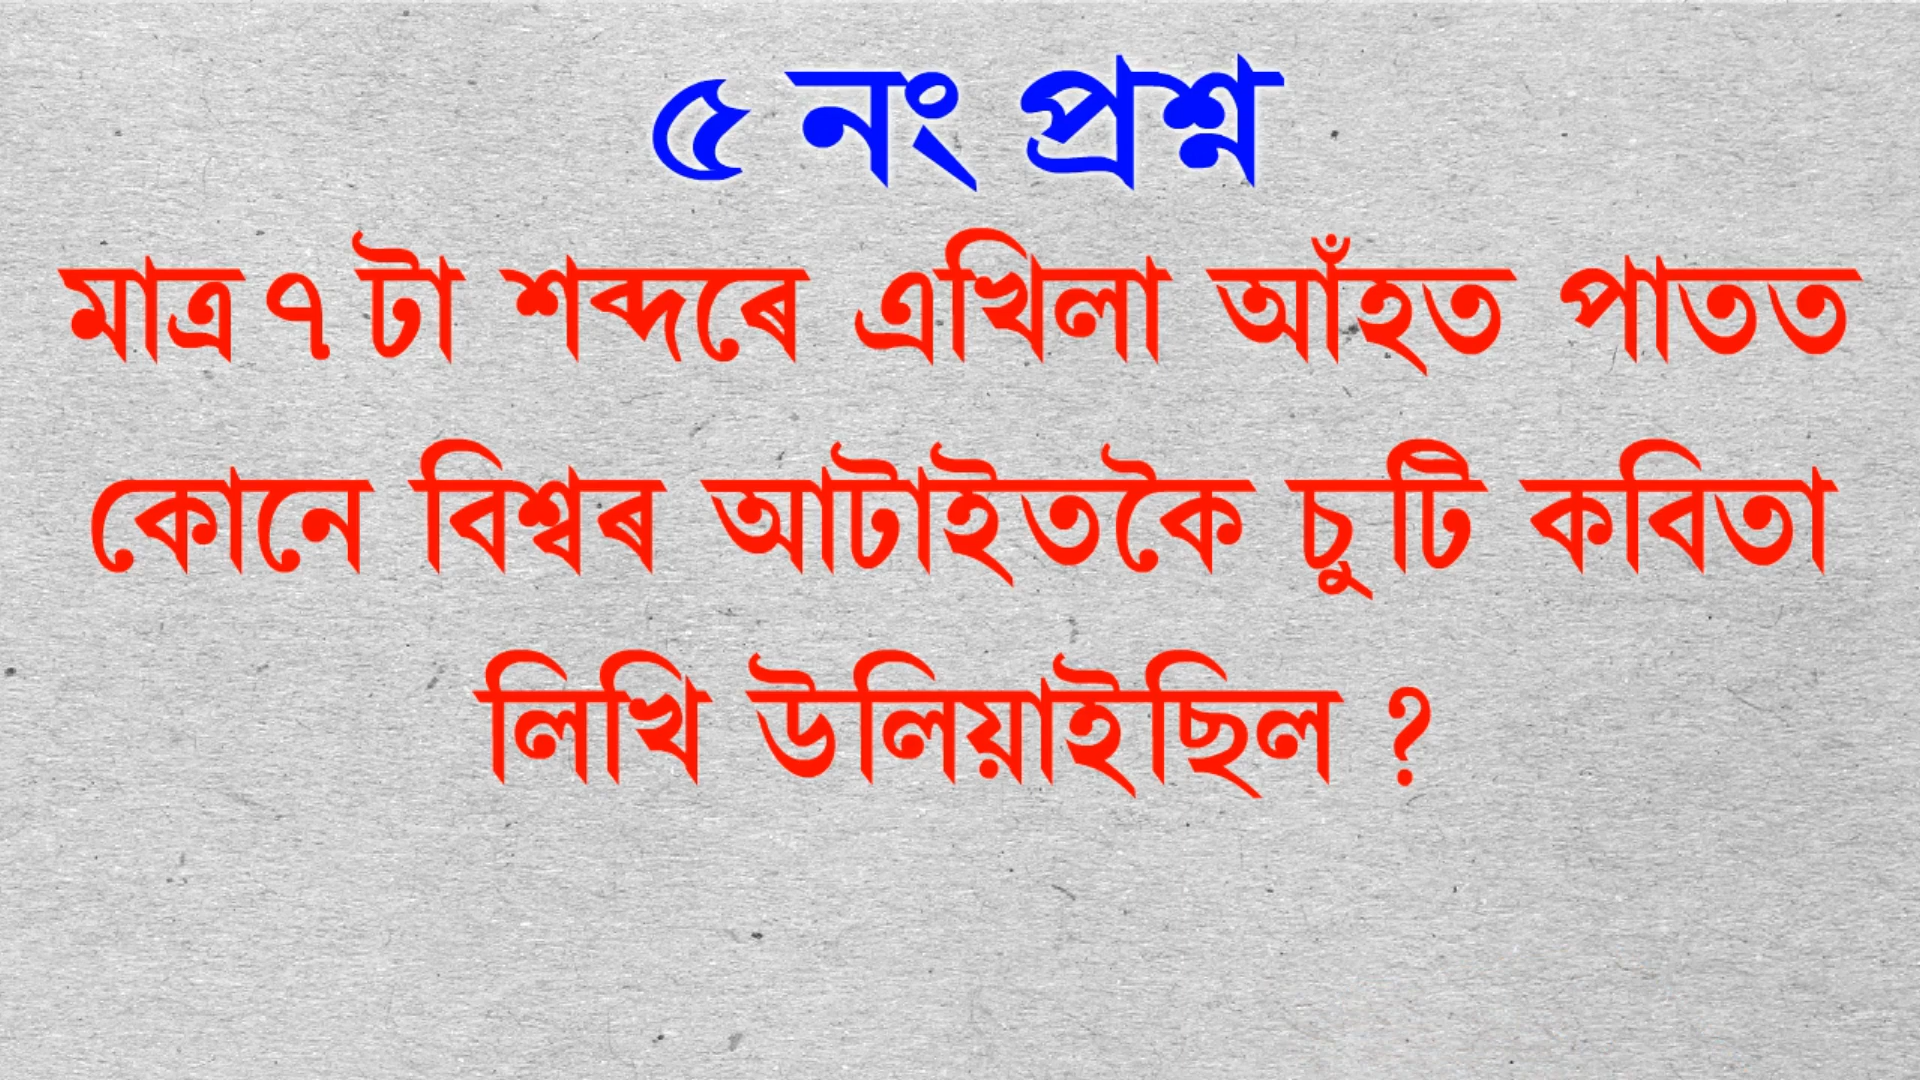 ৫ নং প্ৰশ্ন
মাত্ৰ ৭ টা শব্দৰে এখিলা আঁহত পাতত
কোনে বিশ্বৰ আটাইতকৈ চুটি কবিতা
লিখি উলিয়াইছিল ?